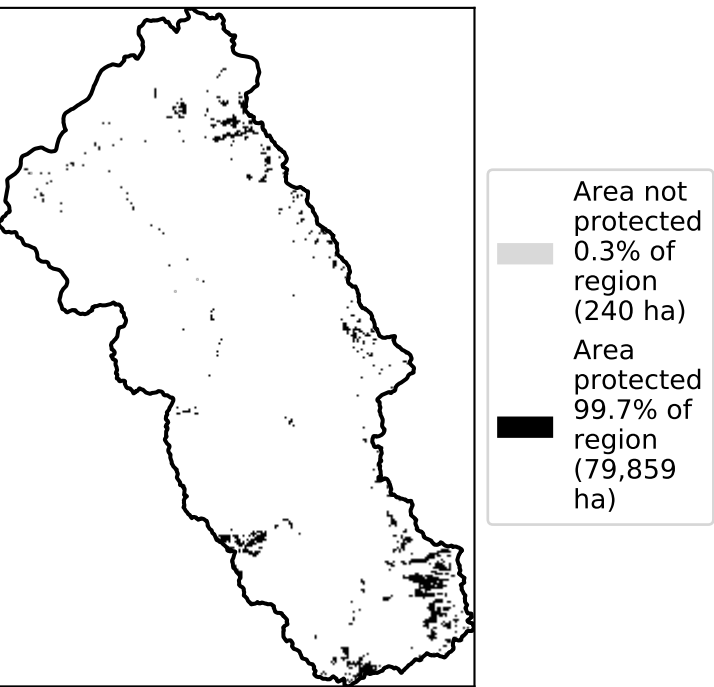 Area not
protected
0.3% of
region
(240 ha)
Area
protected
99.7% of
region
(79,859
ha)